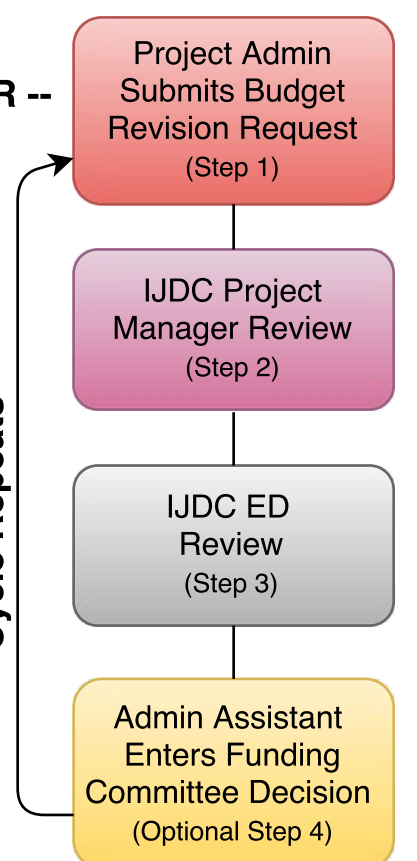 R --
Project Admin
Submits Budget
Revision Request
(Step 1)
IJDC Project
Manager Review
(Step 2)
IJDC ED
Review
(Step 3)
Admin Assistant
Enters Funding
Committee Decision
(Optional Step 4)